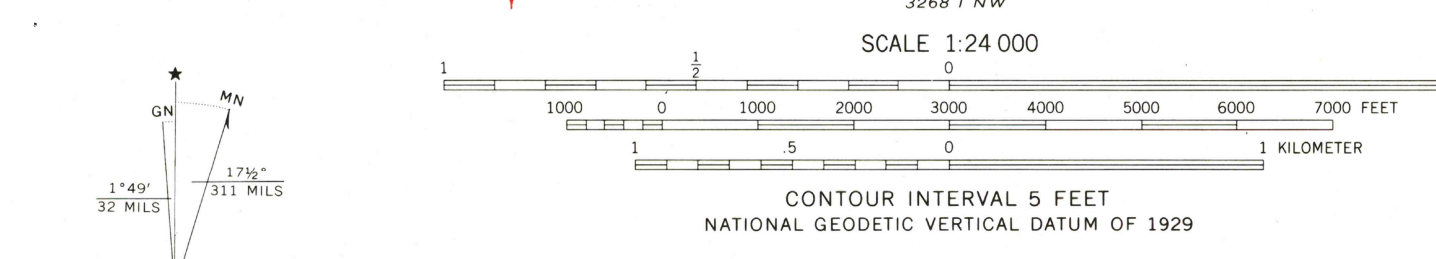 3268 I NW
SCALE 1:24 000
1 1/2 0
1000 0 1000 2000 3000 4000 5000 6000 7000 FEET
1 .5 0 1 KILOMETER
CONTOUR INTERVAL 5 FEET
NATIONAL GEODETIC VERTICAL DATUM OF 1929
★
GN MN
1°49′
32 MILS
17½°
311 MILS